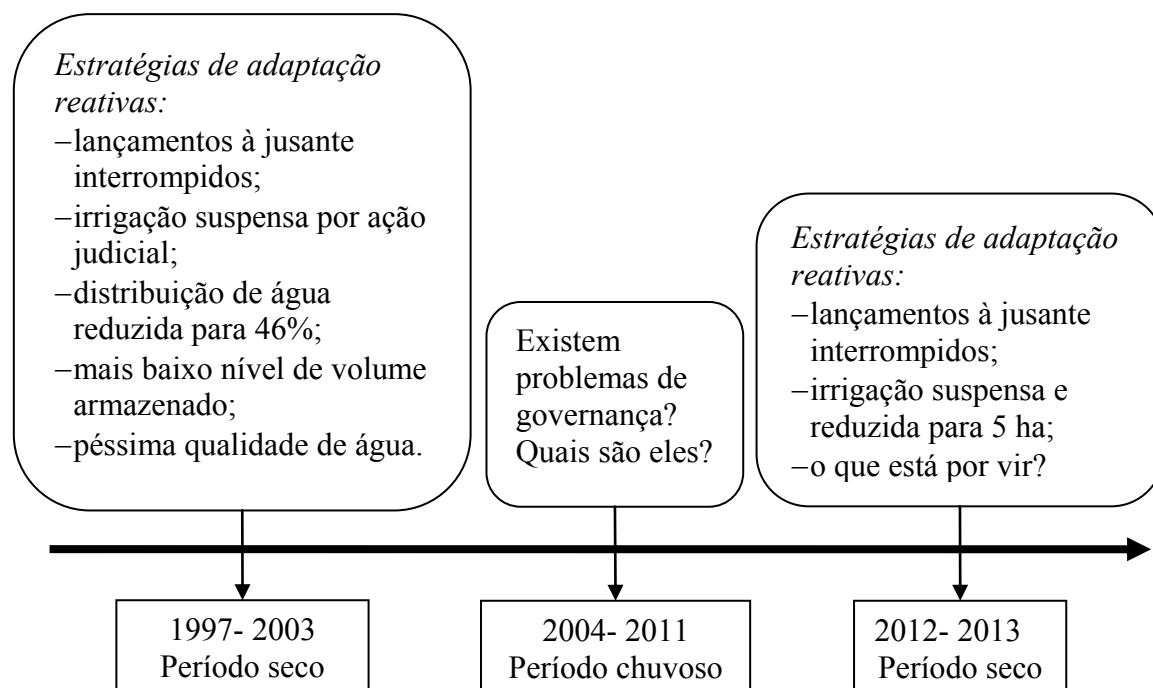 Estratégias de adaptação
reativas:
–lançamentos à jusante
interrompidos;
–irrigação suspensa por ação
judicial;
–distribuição de água
reduzida para 46%;
–mais baixo nível de volume
armazenado;
–péssima qualidade de água.
Existem
problemas de
governança?
Quais são eles?
Estratégias de adaptação
reativas:
–lançamentos à jusante
interrompidos;
–irrigação suspensa e
reduzida para 5 ha;
–o que está por vir?
1997- 2003
Período seco
2004- 2011
Período chuvoso
2012- 2013
Período seco